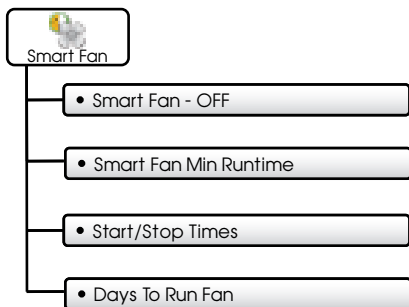 Smart Fan
• Smart Fan - OFF
• Smart Fan Min Runtime
• Start/Stop Times
• Days To Run Fan